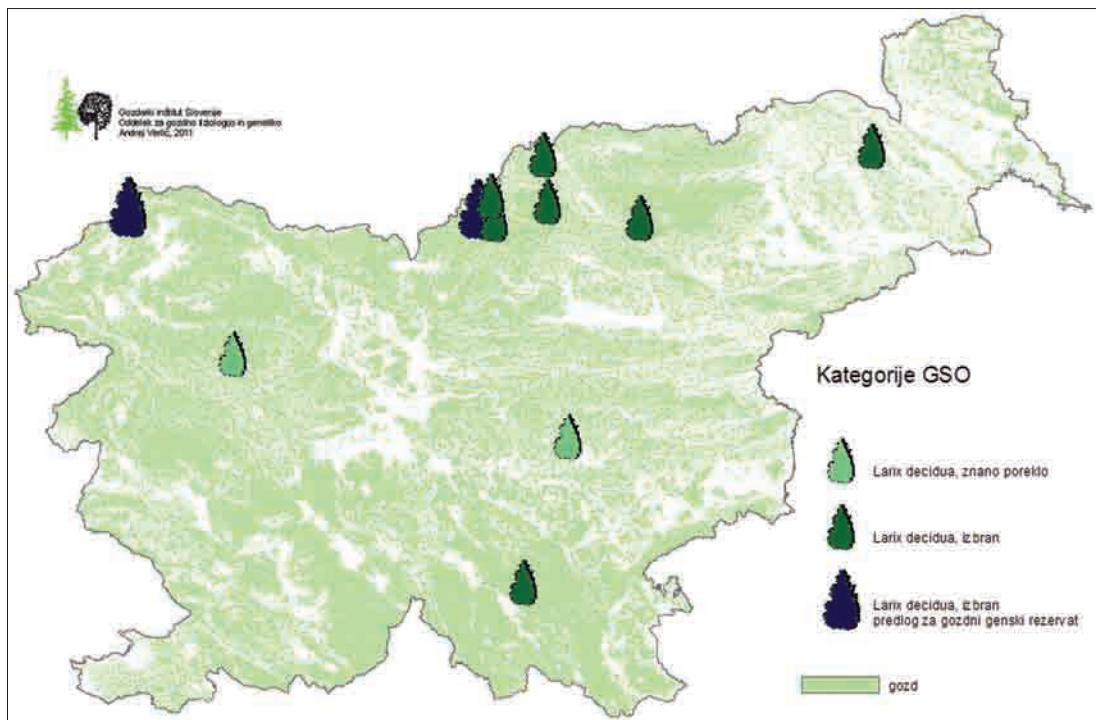 Gozdarski inštitut Slovenije
Oddelek za gozdno fiziologijo in genetiko
Andrej Verlič, 2011
Kategorije GSO
Larix decidua, znano poreklo
Larix decidua, izbran
Larix decidua, izbran
predlog za gozdni genski rezervat
gozd